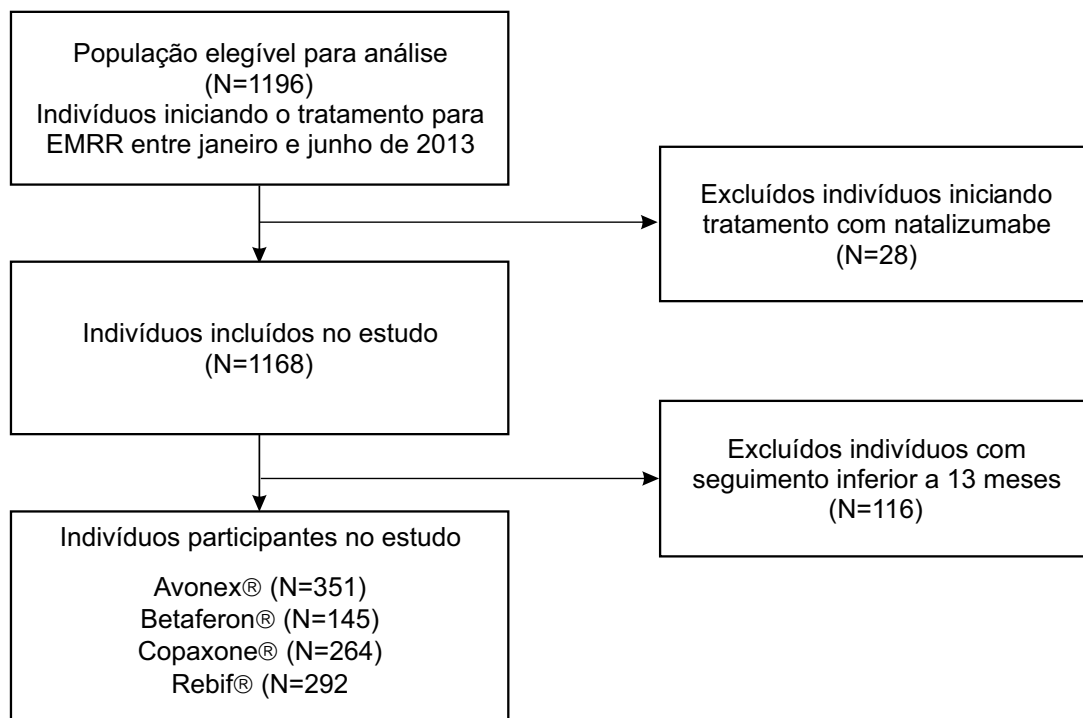 População elegível para análise
(N=1196)
Indivíduos iniciando o tratamento para
EMRR entre janeiro e junho de 2013
Excluídos indivíduos iniciando
tratamento com natalizumabe
(N=28)
Indivíduos incluídos no estudo
(N=1168)
Excluídos indivíduos com
seguimento inferior a 13 meses
(N=116)
Indivíduos participantes no estudo
Avonex® (N=351)
Betaferon® (N=145)
Copaxone® (N=264)
Rebif® (N=292